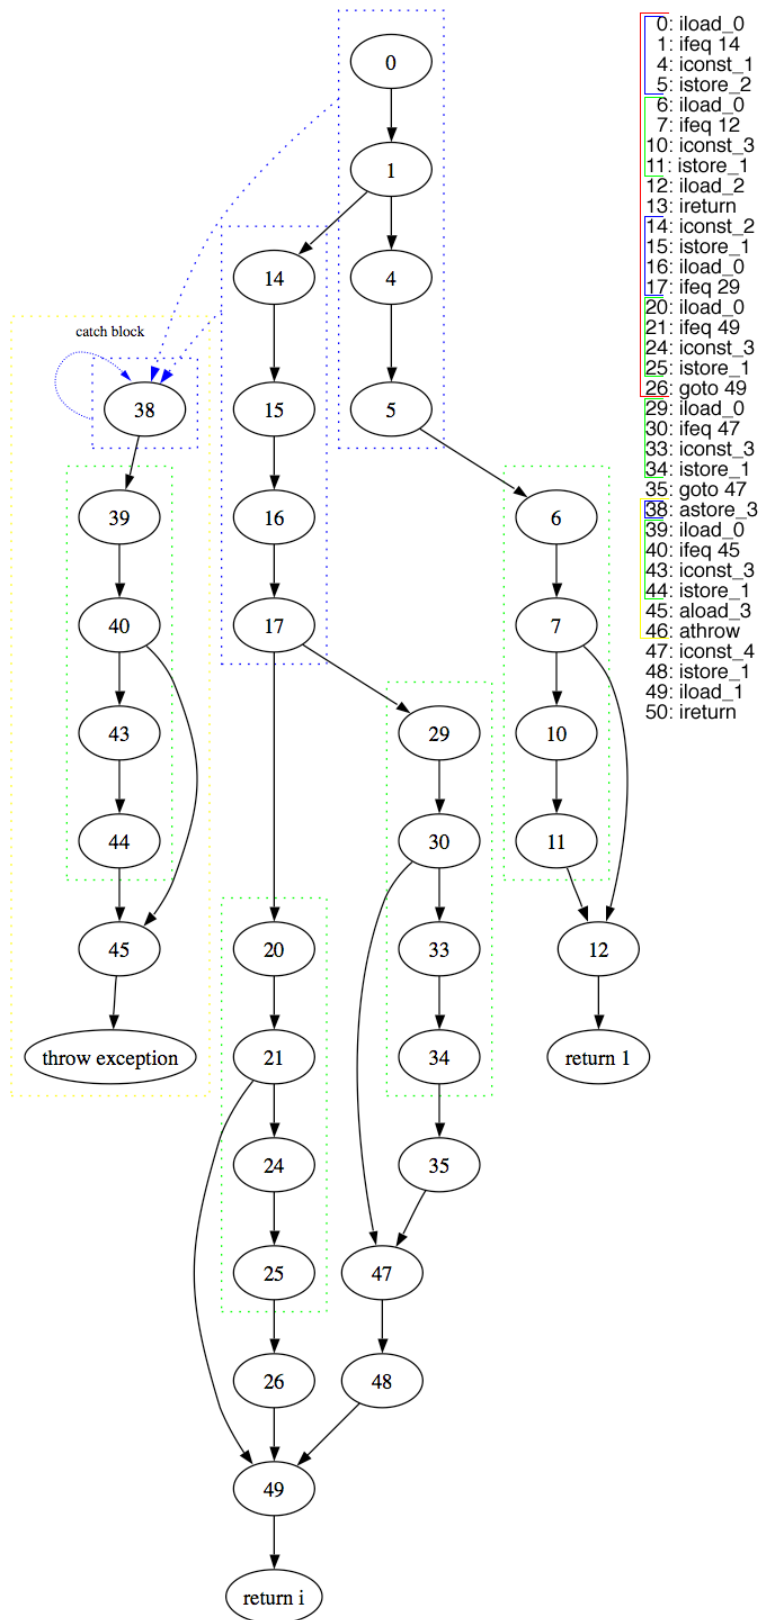 0
1
14
4
catch block
38
15
5
39
16
6
40
17
7
43
29
10
44
30
11
45
20
33
12
throw exception
21
34
return 1
24
35
25
47
26
48
49
return i
0: iload_0
1: ifeq 14
4: iconst_1
5: istore_2
6: iload_0
7: ifeq 12
10: iconst_3
11: istore_1
12: iload_2
13: ireturn
14: iconst_2
15: istore_1
16: iload_0
17: ifeq 29
20: iload_0
21: ifeq 49
24: iconst_3
25: istore_1
26: goto 49
29: iload_0
30: ifeq 47
33: iconst_3
34: istore_1
35: goto 47
38: astore_3
39: iload_0
40: ifeq 45
43: iconst_3
44: istore_1
45: aload_3
46: athrow
47: iconst_4
48: istore_1
49: iload_1
50: ireturn